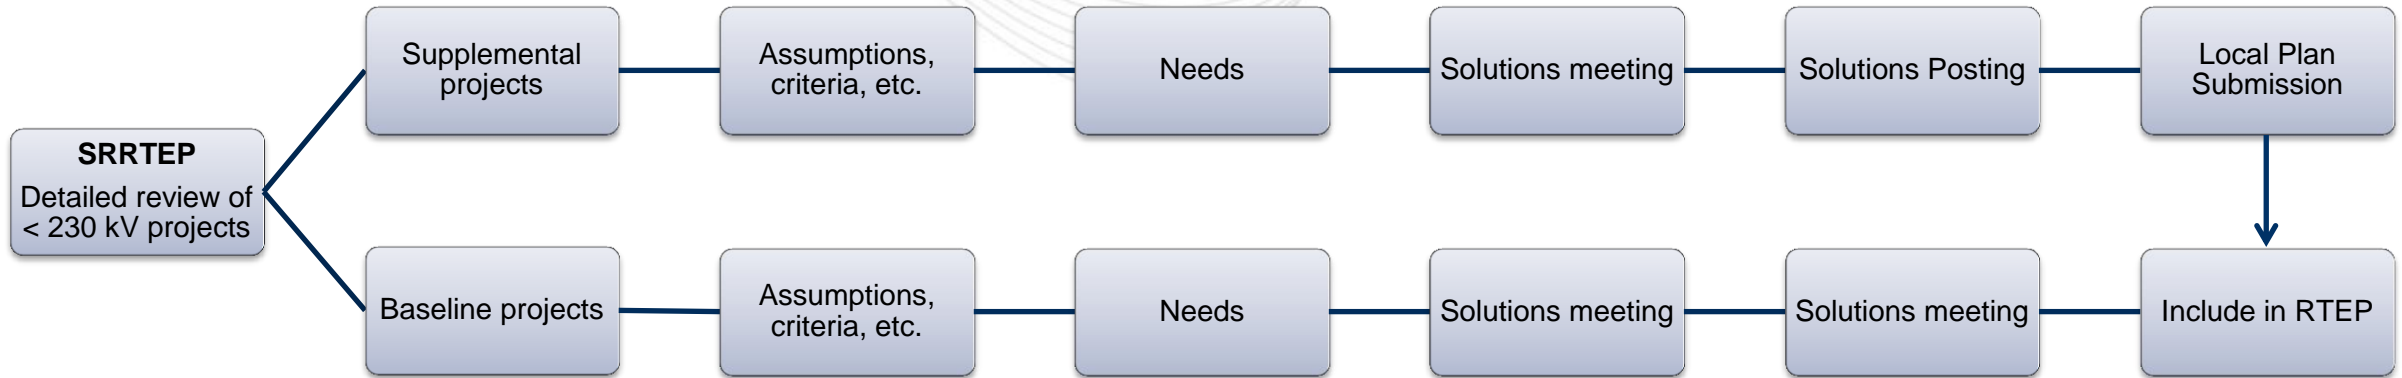 Supplemental
projects
Assumptions,
criteria, etc.
Needs
Solutions meeting
Solutions Posting
Local Plan
Submission
SRRTEP
Detailed review of
< 230 kV projects
Baseline projects
Assumptions,
criteria, etc.
Needs
Solutions meeting
Solutions meeting
Include in RTEP